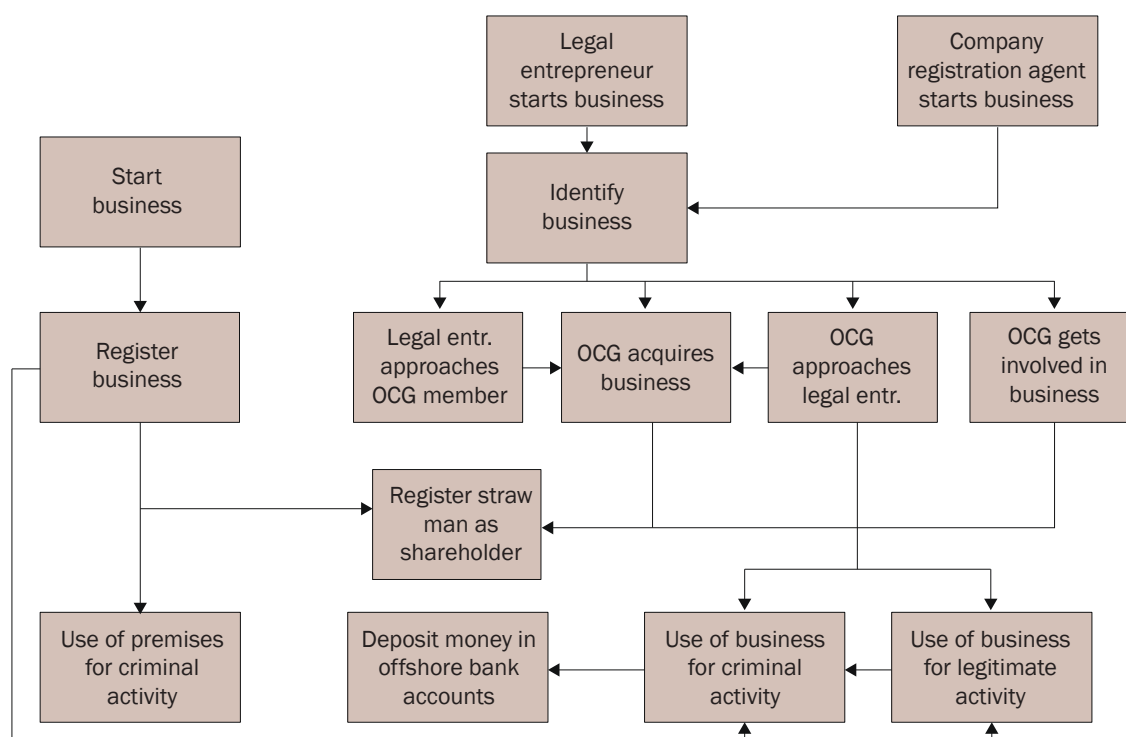 Legal
entrepreneur
starts business
Company
registration agent
starts business
Start
business
Identify
business
Register
business
Legal entr.
approaches
OCG member
OCG acquires
business
OCG
approaches
legal entr.
OCG gets
involved in
business
Register straw
man as
shareholder
Use of premises
for criminal
activity
Deposit money in
offshore bank
accounts
Use of business
for criminal
activity
Use of business
for legitimate
activity